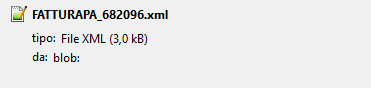 FATTURAPA_682096.xml
tipo: File XML (3,0 kB)
da: blob: